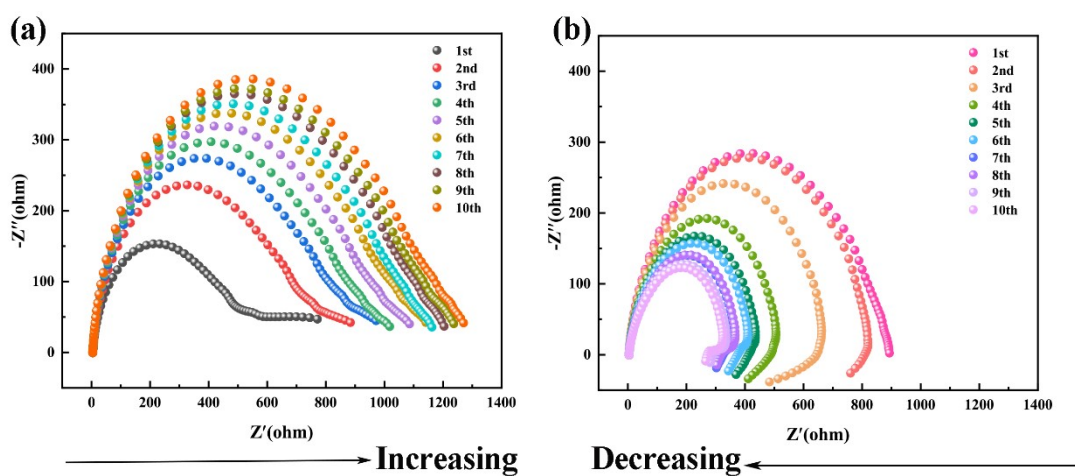 (a)
-Z''(ohm)
400
300
200
100
0
0 200 400 600 800 1000 1200 1400
Z'(ohm)
1st
2nd
3rd
4th
5th
6th
7th
8th
9th
10th
Increasing
(b)
-Z''(ohm)
400
300
200
100
0
0 200 400 600 800 1000 1200 1400
Z'(ohm)
1st
2nd
3rd
4th
5th
6th
7th
8th
9th
10th
Decreasing